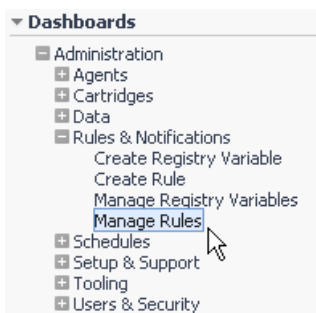 Dashboards
Administration
Agents
Cartridges
Data
Rules & Notifications
Create Registry Variable
Create Rule
Manage Registry Variables
Manage Rules
Schedules
Setup & Support
Tooling
Users & Security